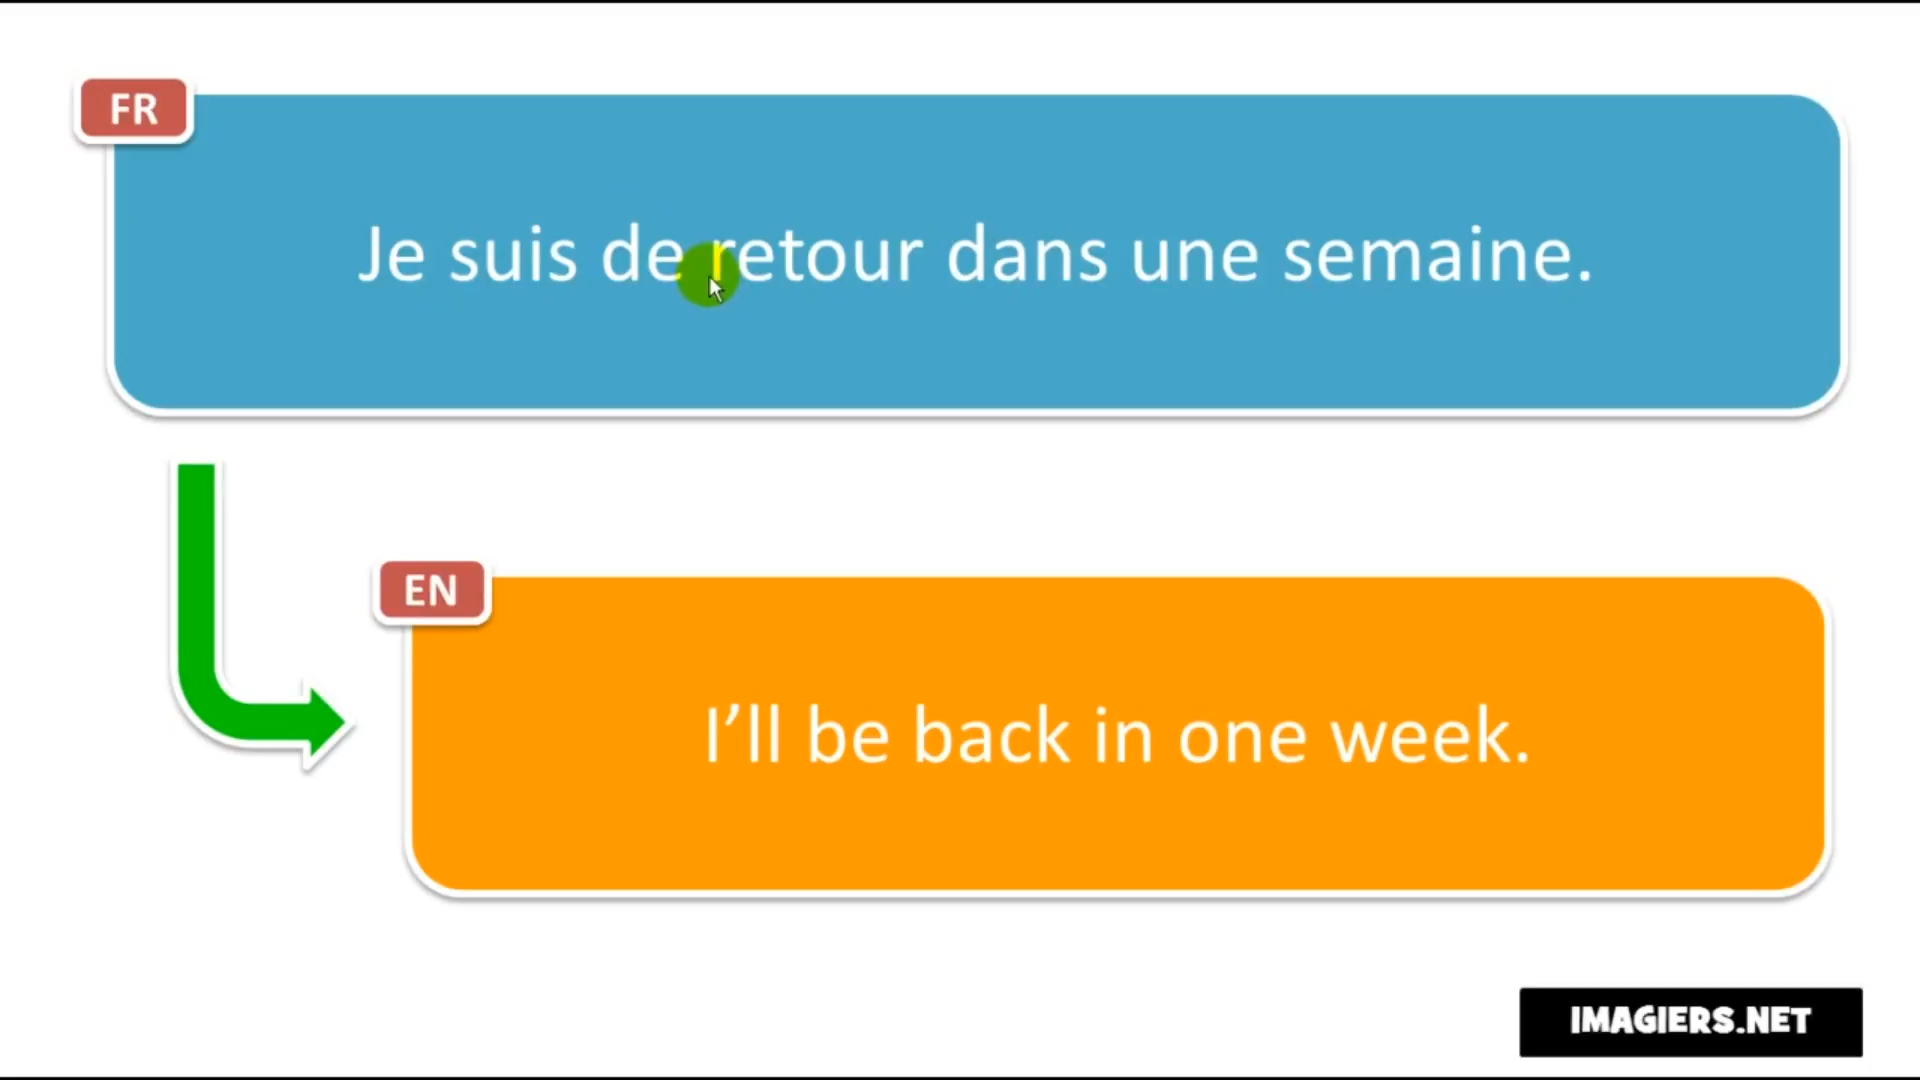 FR
Je suis de retour dans une semaine.
EN
I’ll be back in one week.
IMAGIERS.NET